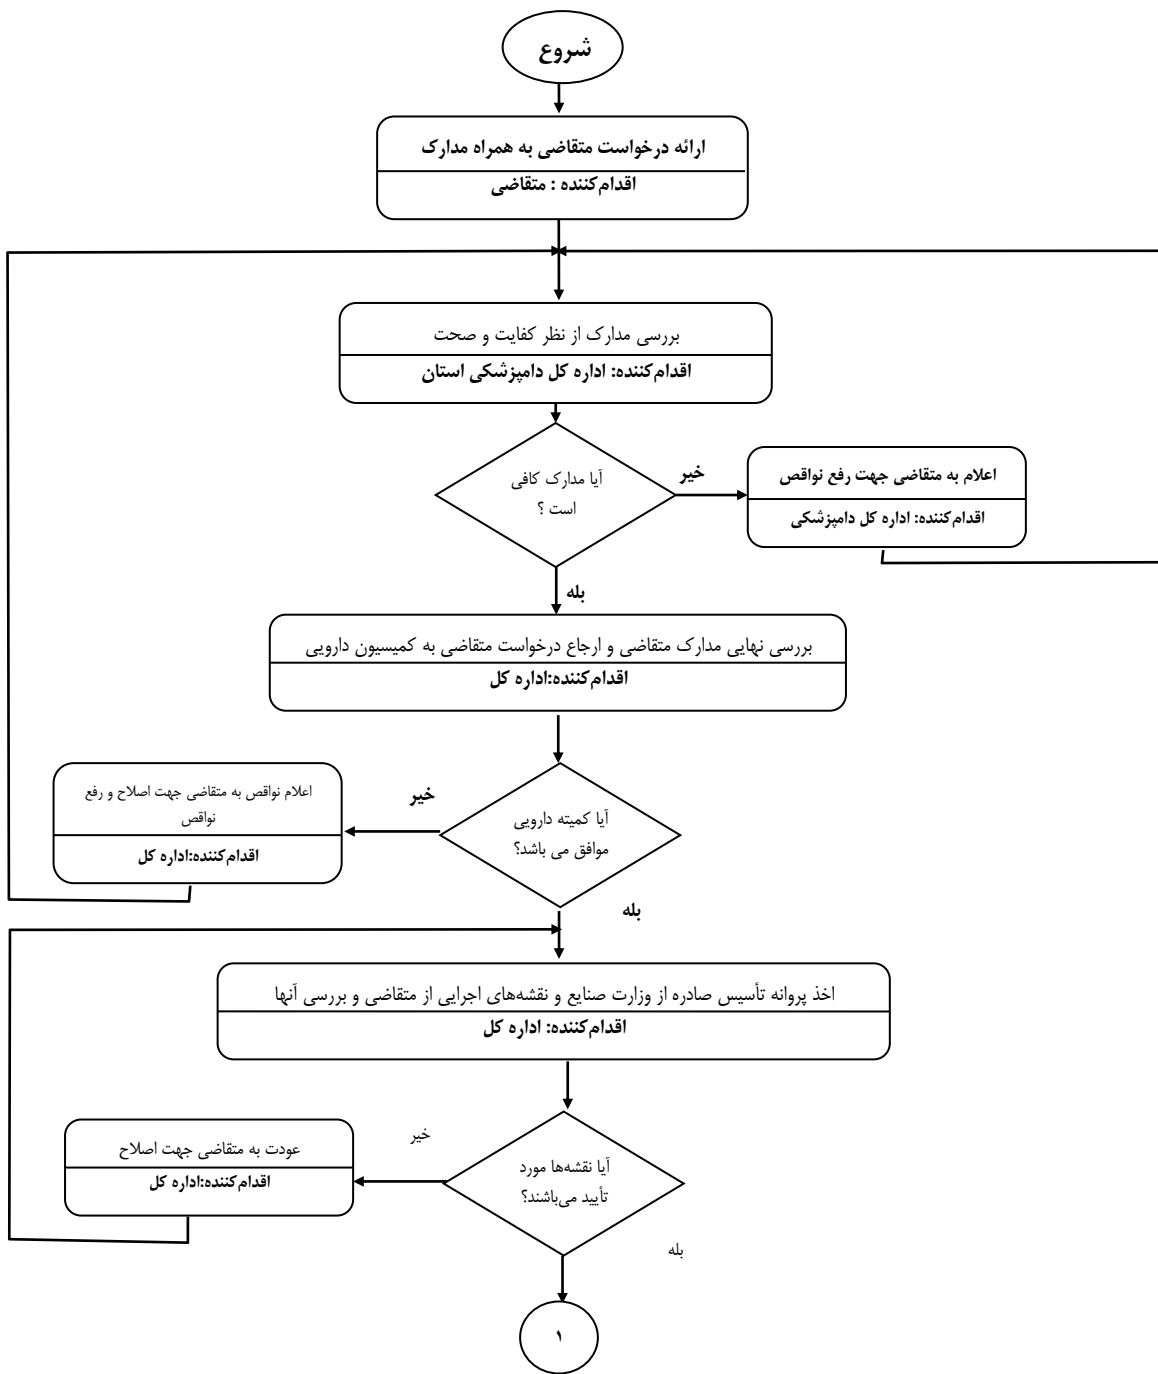 شروع
ارائه درخواست متقاضی به همراه مدارک
اقدام‌کننده : متقاضی
بررسی مدارک از نظر کفایت و صحت
اقدام‌کننده: اداره کل دامپزشکی استان
آیا مدارک کافی
است ؟
خیر
اعلام به متقاضی جهت رفع نواقص
اقدام‌کننده: اداره کل دامپزشکی
بله
بررسی نهایی مدارک متقاضی و ارجاع درخواست متقاضی به کمیسیون دارویی
اقدام‌کننده:اداره کل
آیا کمیته دارویی
موافق می باشد؟
خیر
اعلام نواقص به متقاضی جهت اصلاح و رفع
نواقص
اقدام‌کننده:اداره کل
بله
اخذ پروانه تأسیس صادره از وزارت صنایع و نقشه‌های اجرایی از متقاضی و بررسی آنها
اقدام‌کننده: اداره کل
آیا نقشه‌ها مورد
تأیید می‌باشند؟
خیر
عودت به متقاضی جهت اصلاح
اقدام‌کننده:اداره کل
بله
۱